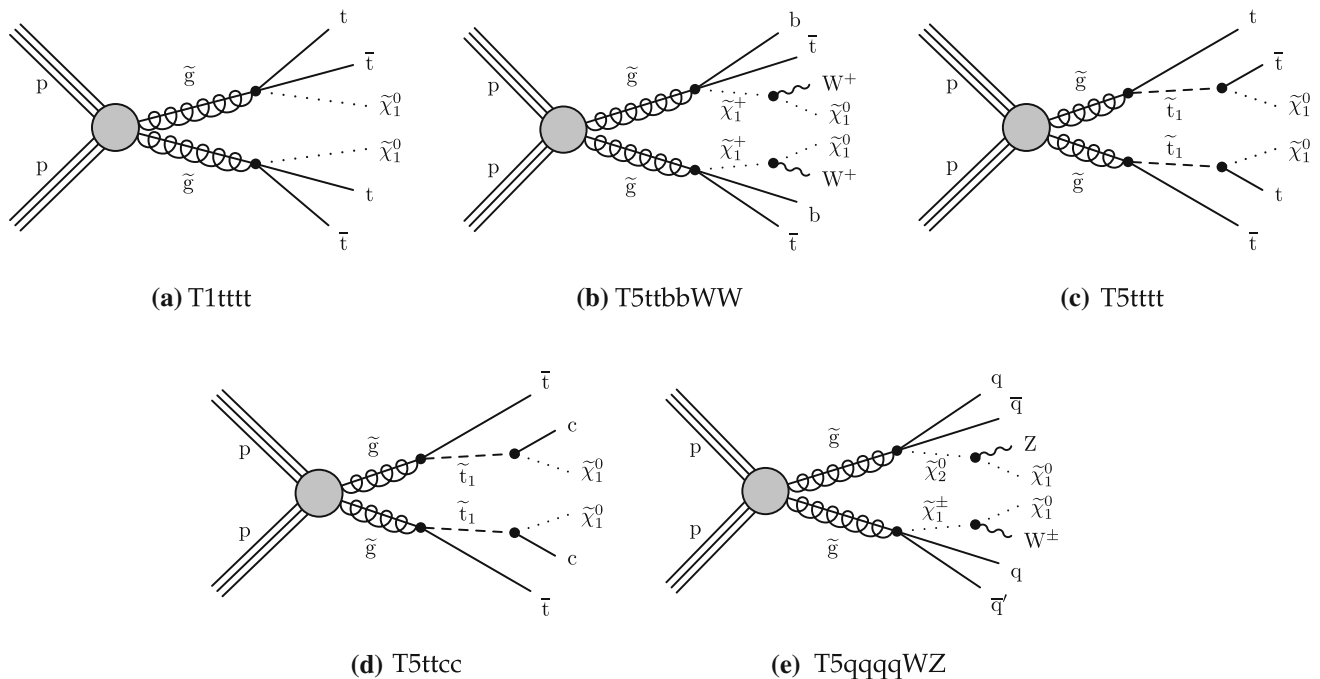 t
t̅
p
g̃
χ̃₁⁰
χ̃₁⁰
p
g̃
t
t̅
(a) T1tttt
b
t̅
p
g̃
W⁺
χ̃₁⁺
χ̃₁⁰
χ̃₁⁺
χ̃₁⁰
p
g̃
W⁺
b
t̅
(b) T5ttbbWW
t
t̅
p
g̃
t̃₁
χ̃₁⁰
t̃₁
χ̃₁⁰
p
g̃
t
t̅
(c) T5tttt
t̅
c
p
g̃
t̃₁
χ̃₁⁰
t̃₁
χ̃₁⁰
p
g̃
c
t̅
(d) T5ttcc
q
q̅
p
g̃
Z
χ̃₂⁰
χ̃₁⁰
χ̃₁±
χ̃₁⁰
p
g̃
W±
q
q̅′
(e) T5qqqqWZ